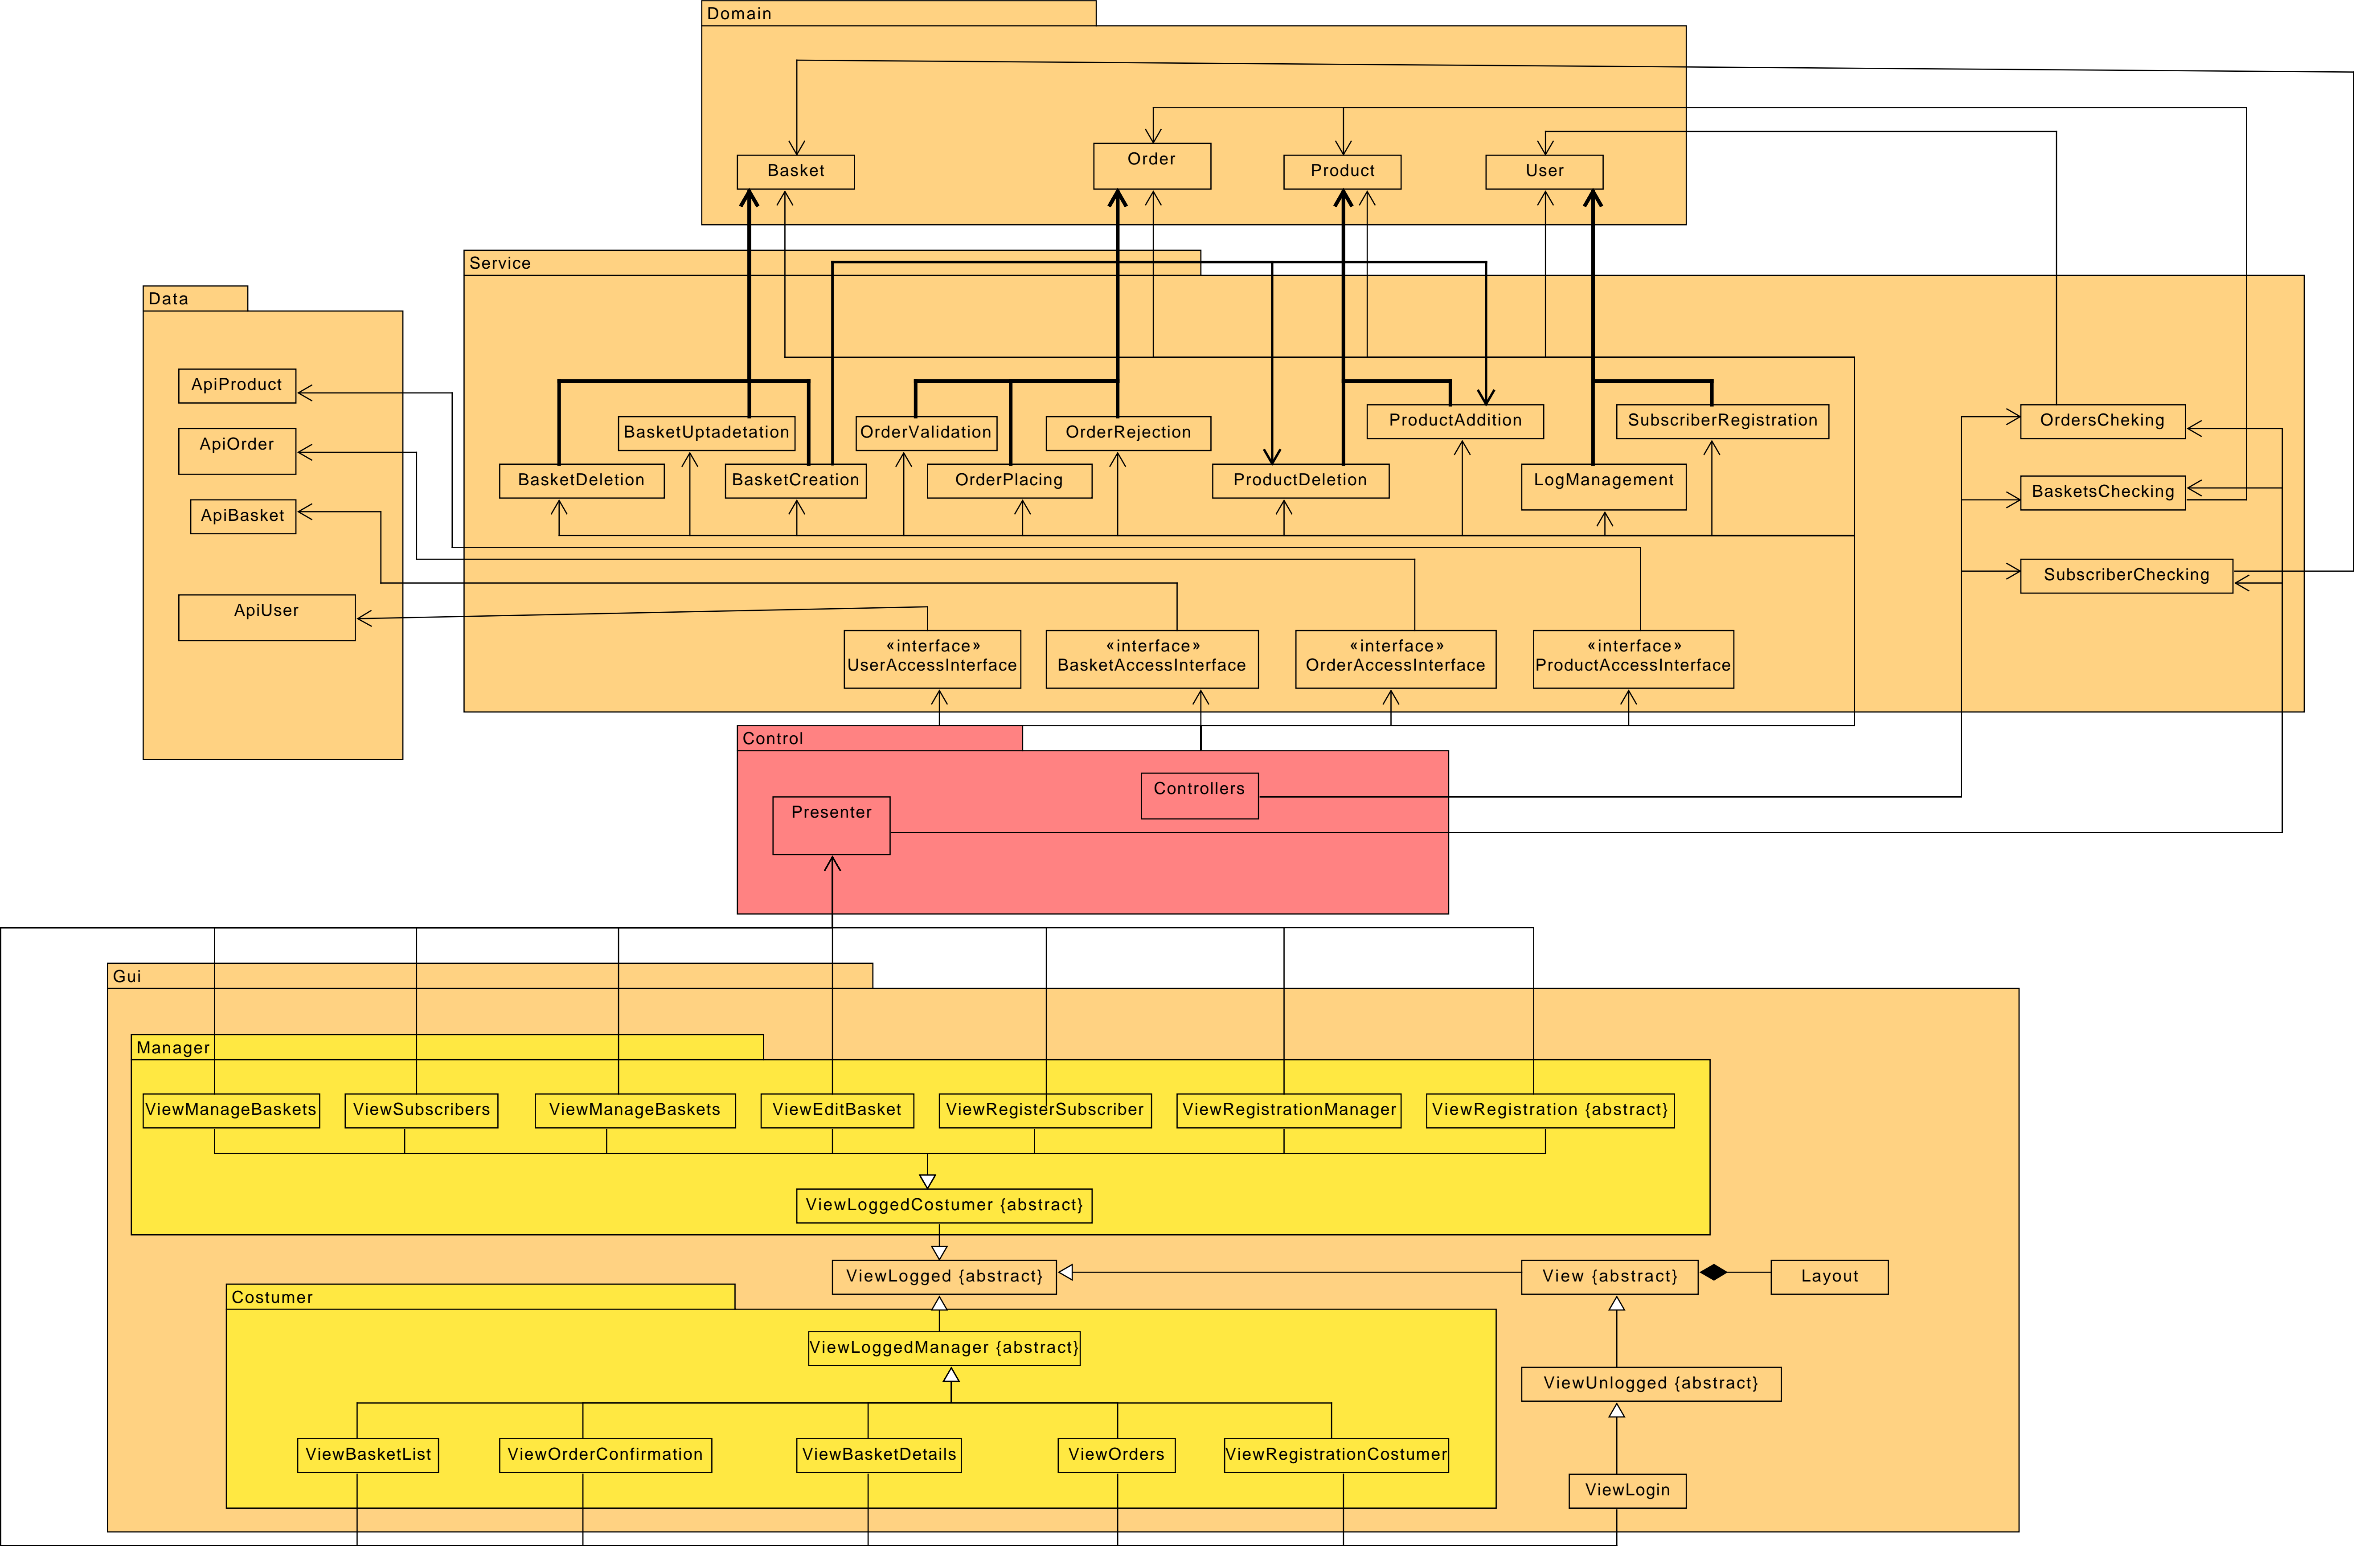 Domain
Basket
Order
Product
User
Service
Data
ApiProduct
ApiOrder
ApiBasket
ApiUser
BasketUptadetation
OrderValidation
OrderRejection
ProductAddition
SubscriberRegistration
OrdersCheking
BasketDeletion
BasketCreation
OrderPlacing
ProductDeletion
LogManagement
BasketsChecking
SubscriberChecking
«interface»
UserAccessInterface
«interface»
BasketAccessInterface
«interface»
OrderAccessInterface
«interface»
ProductAccessInterface
Control
Controllers
Presenter
Gui
Manager
ViewManageBaskets
ViewSubscribers
ViewManageBaskets
ViewEditBasket
ViewRegisterSubscriber
ViewRegistrationManager
ViewRegistration {abstract}
ViewLoggedCostumer {abstract}
ViewLogged {abstract}
View {abstract}
Layout
Costumer
ViewLoggedManager {abstract}
ViewUnlogged {abstract}
ViewBasketList
ViewOrderConfirmation
ViewBasketDetails
ViewOrders
ViewRegistrationCostumer
ViewLogin